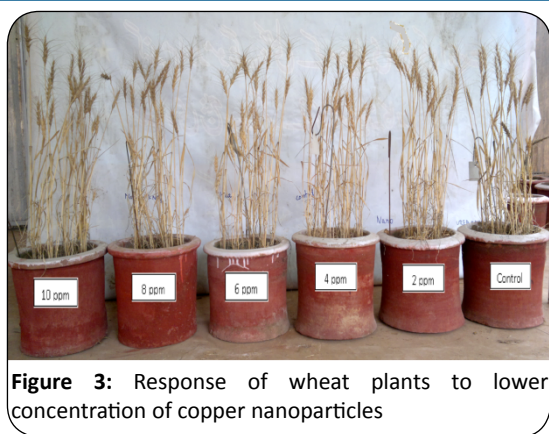 10 ppm
8 ppm
6 ppm
4 ppm
2 ppm
Control
Nano
Figure 3: Response of wheat plants to lower
concentration of copper nanoparticles